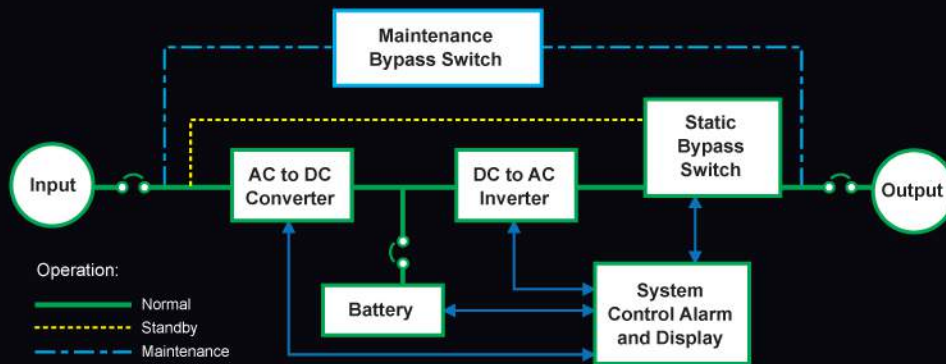 Maintenance
Bypass Switch
Static
Bypass
Switch
Input
AC to DC
Converter
DC to AC
Inverter
Output
Operation:
Normal
Standby
Maintenance
Battery
System
Control Alarm
and Display